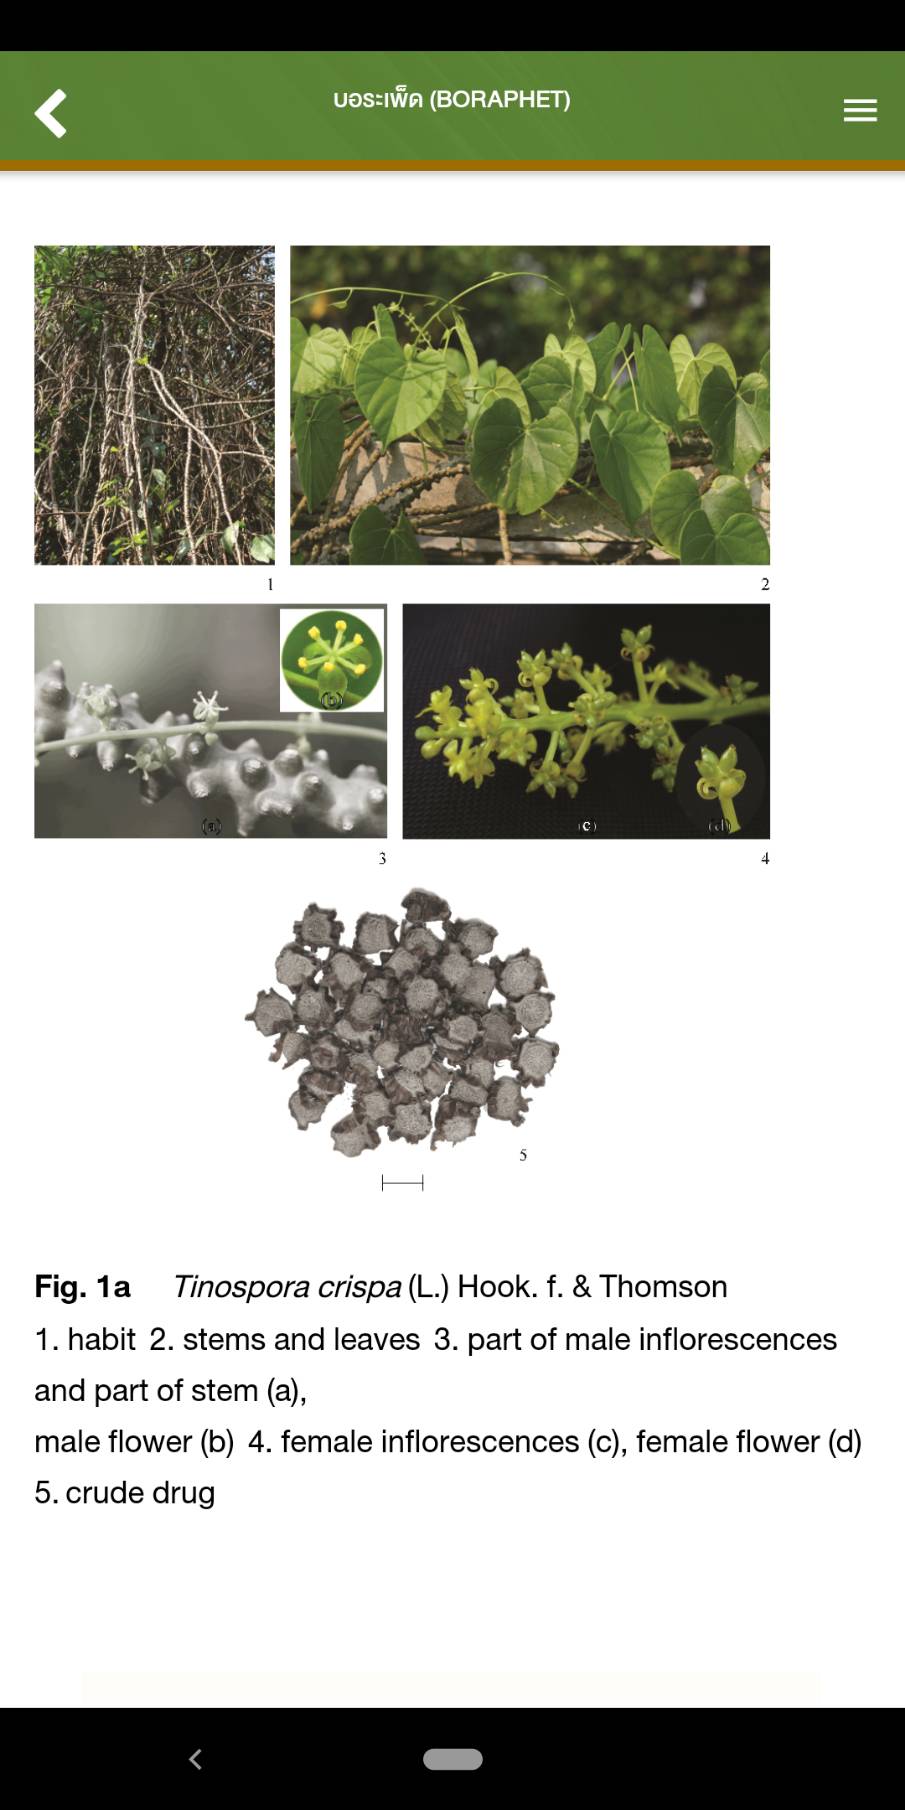 บอระเพ็ด (BORAPHET)
1
2
(b)
(a)
(c)
(d)
3
4
5
Fig. 1a Tinospora crispa (L.) Hook. f. & Thomson
1. habit 2. stems and leaves 3. part of male inflorescences
and part of stem (a),
male flower (b) 4. female inflorescences (c), female flower (d)
5. crude drug